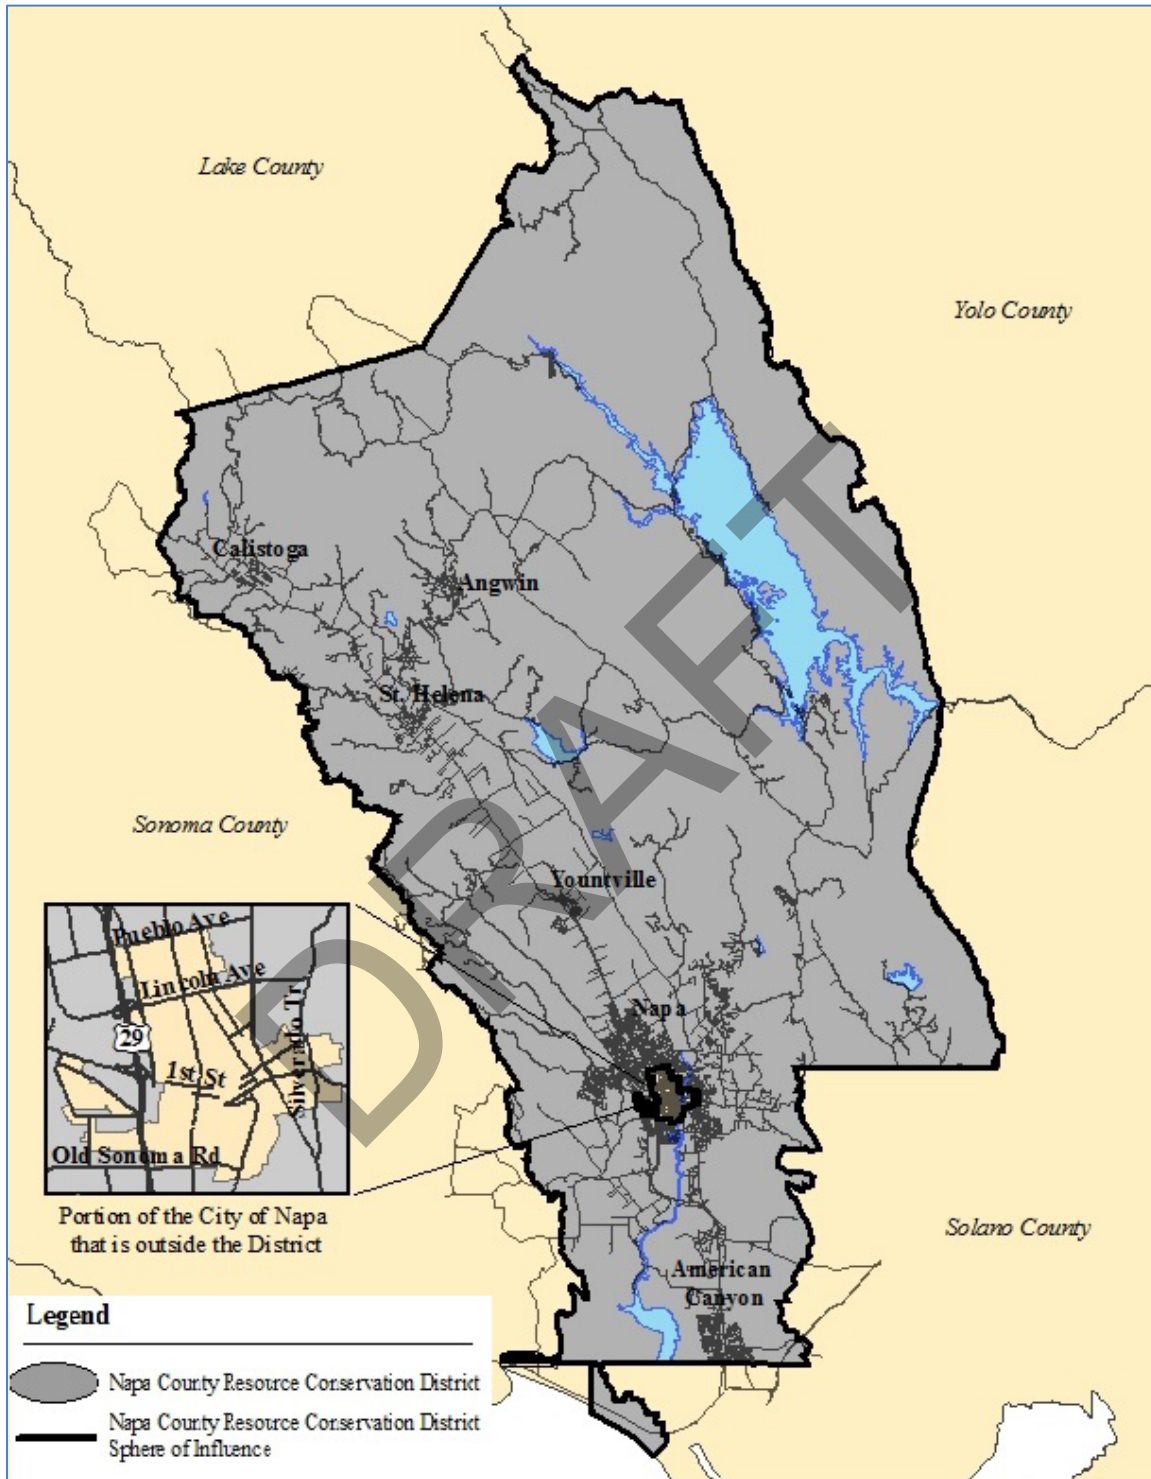 Lake County
Yolo County
Calistoga
Angwin
St. Helena
Sonoma County
Yountville
Pueblo Ave
Lincoln Ave
29
1st St
Silverado Tr
Old Sonoma Rd
Napa
Portion of the City of Napa
that is outside the District
Solano County
American
Canyon
DRAFT
Legend
Napa County Resource Conservation District
Napa County Resource Conservation District
Sphere of Influence